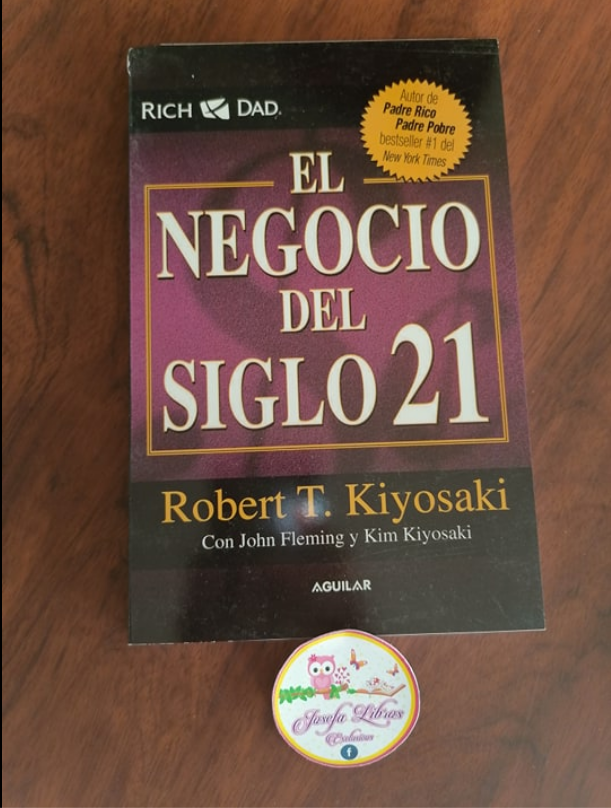 RICH DAD.
Autor de
Padre Rico
Padre Pobre
bestseller #1 del
New York Times
EL
NEGOCIO
DEL
SIGLO 21
Robert T. Kiyosaki
Con John Fleming y Kim Kiyosaki
AGUILAR
Josefa Libros
f